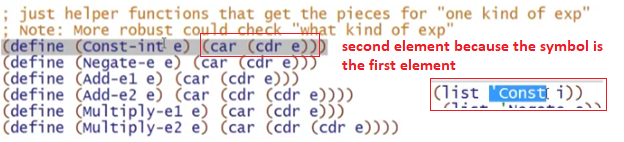 ; just helper functions that get the pieces for "one kind of exp"
; Note: More robust could check "what kind of exp"
(define (Const-int e) (car (cdr e)))
second element because the symbol is
the first element
(define (Negate-e e) (car (cdr e)))
(define (Add-e1 e) (car (cdr e)))
(define (Add-e2 e) (car (cdr (cdr e))))
(define (Multiply-e1 e) (car (cdr e)))
(define (Multiply-e2 e) (car (cdr (cdr e))))
(list 'Const i))